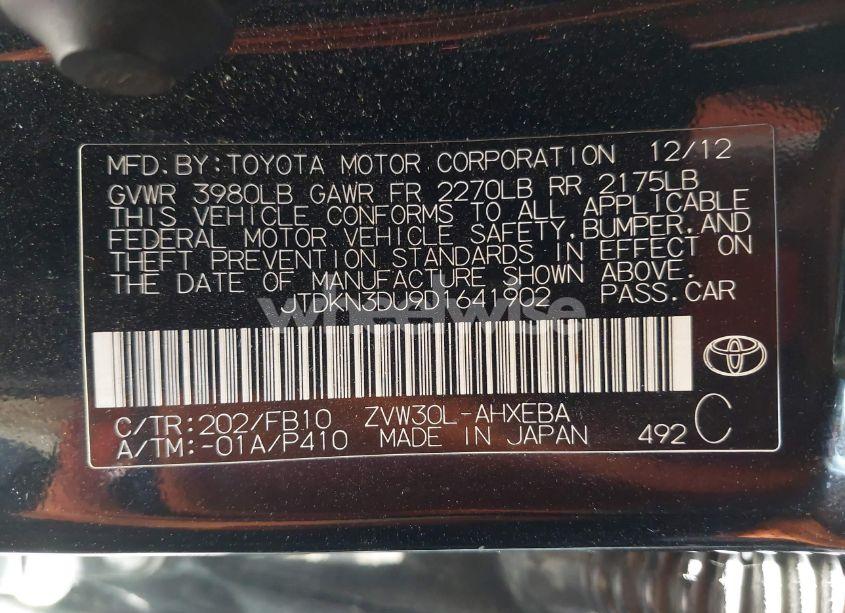 MFD.BY:TOYOTA MOTOR CORPORATION 12/12
GVWR 3980LB GAWR FR 2270LB RR 2175LB
THIS VEHICLE CONFORMS TO ALL APPLICABLE
FEDERAL MOTOR VEHICLE SAFETY,BUMPER,AND
THEFT PREVENTION STANDARDS IN EFFECT ON
THE DATE OF MANUFACTURE SHOWN ABOVE.
JTDKN3DU9D1641902 PASS.CAR
wheelwise
C/TR:202/FB10 ZVW30L-AHXEBA
A/TM:-01A/P410 MADE IN JAPAN 492 C